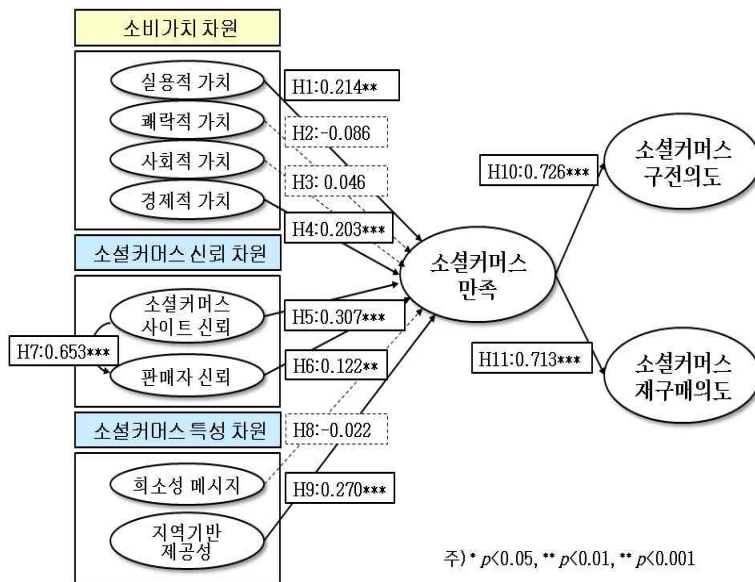 소비가치 차원
실용적 가치
쾌락적 가치
사회적 가치
경제적 가치
H1:0.214**
H2:-0.086
H3: 0.046
H4:0.203***
소셜커머스 신뢰 차원
소셜커머스
사이트 신뢰
판매자 신뢰
H7:0.653***
H5:0.307***
H6:0.122**
소셜커머스 특성 차원
희소성 메시지
지역기반
제공성
H8:-0.022
H9:0.270***
소셜커머스
만족
H10:0.726***
H11:0.713***
소셜커머스
구전의도
소셜커머스
재구매의도
주) * p<0.05, ** p<0.01, ** p<0.001